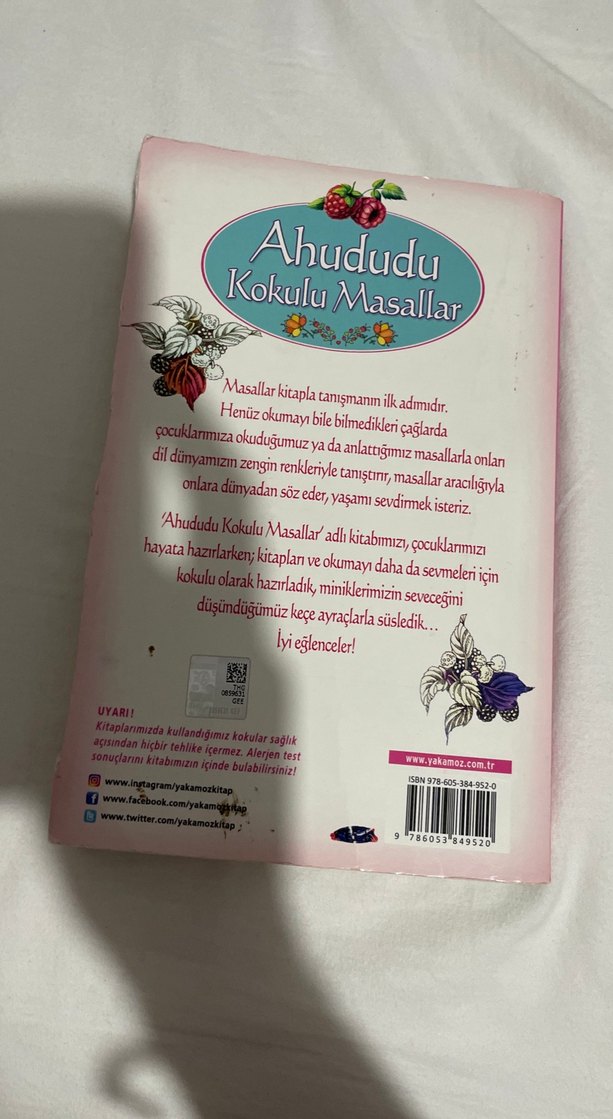 Ahududu
Kokulu Masallar
Masallar kitapla tanışmanın ilk adımıdır.
Henüz okumayı bile bilmedikleri çağlarda
çocuklarımıza okuduğumuz ya da anlattığımız masallarla onları
dil dünyamızın zengin renkleriyle tanıştırır, masallar aracılığıyla
onlara dünyadan söz eder, yaşamı sevdirmek isteriz.
'Ahududu Kokulu Masallar' adlı kitabımızı, çocuklarımızı
hayata hazırlarken; kitapları ve okumayı daha da sevmeleri için
kokulu olarak hazırladık, miniklerimizin seveceğini
düşündüğümüz keçe ayraçlarla süsledik...
İyi eğlenceler!
THG
0859631
GEE
UYARI!
Kitaplarımızda kullandığımız kokular sağlık
açısından hiçbir tehlike içermez. Alerjen test
sonuçlarını kitabımızın içinde bulabilirsiniz!
www.instagram/yakamozkitap
www.facebook.com/yakamozkitap
www.twitter.com/yakamozkitap
www.yakamoz.com.tr
ISBN 978-605-384-952-0
9 786053 849520